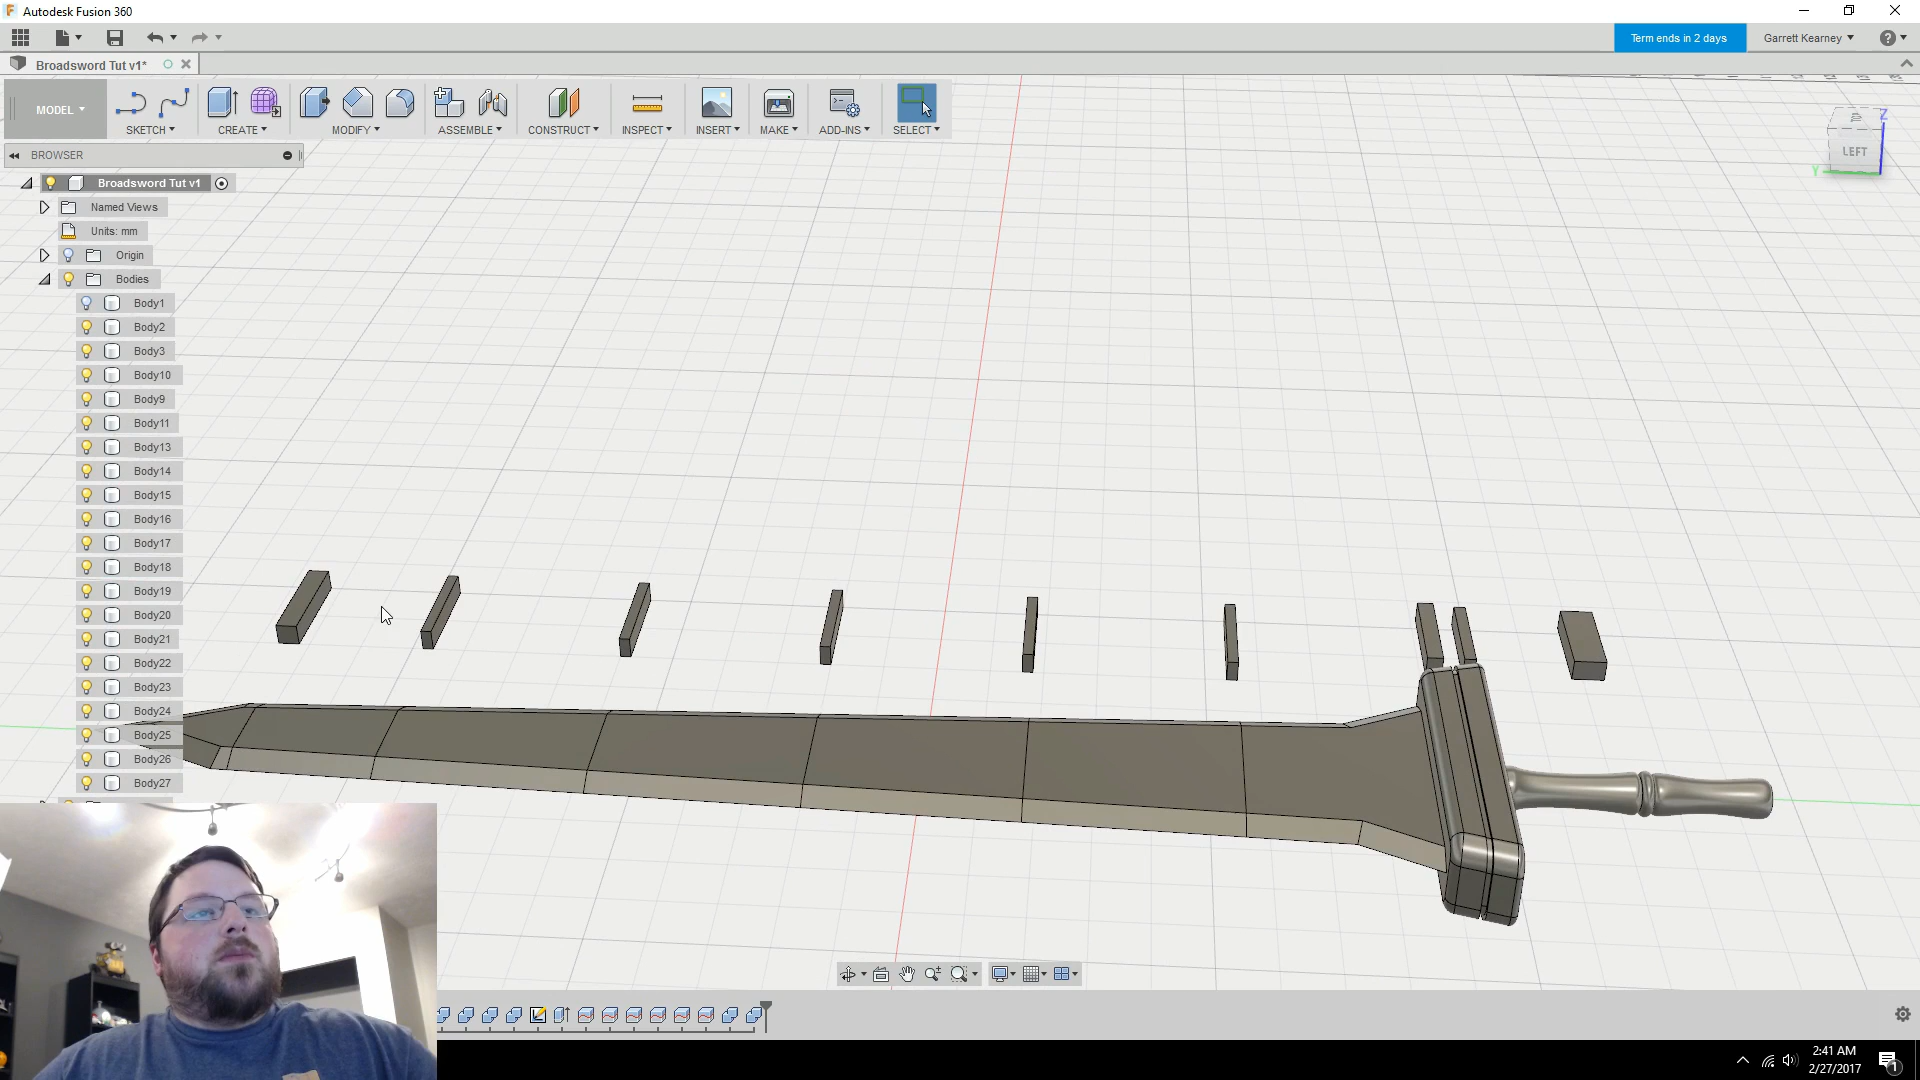 Autodesk Fusion 360
Term ends in 2 days
Garrett Kearney
Broadsword Tut v1*
MODEL
SKETCH
CREATE
MODIFY
ASSEMBLE
CONSTRUCT
INSPECT
INSERT
MAKE
ADD-INS
SELECT
BROWSER
Broadsword Tut v1
Named Views
Units: mm
Origin
Bodies
Body1
Body2
Body3
Body10
Body9
Body11
Body13
Body14
Body15
Body16
Body17
Body18
Body19
Body20
Body21
Body22
Body23
Body24
Body25
Body26
Body27
LEFT
Z
Y
2:41 AM
2/27/2017
1